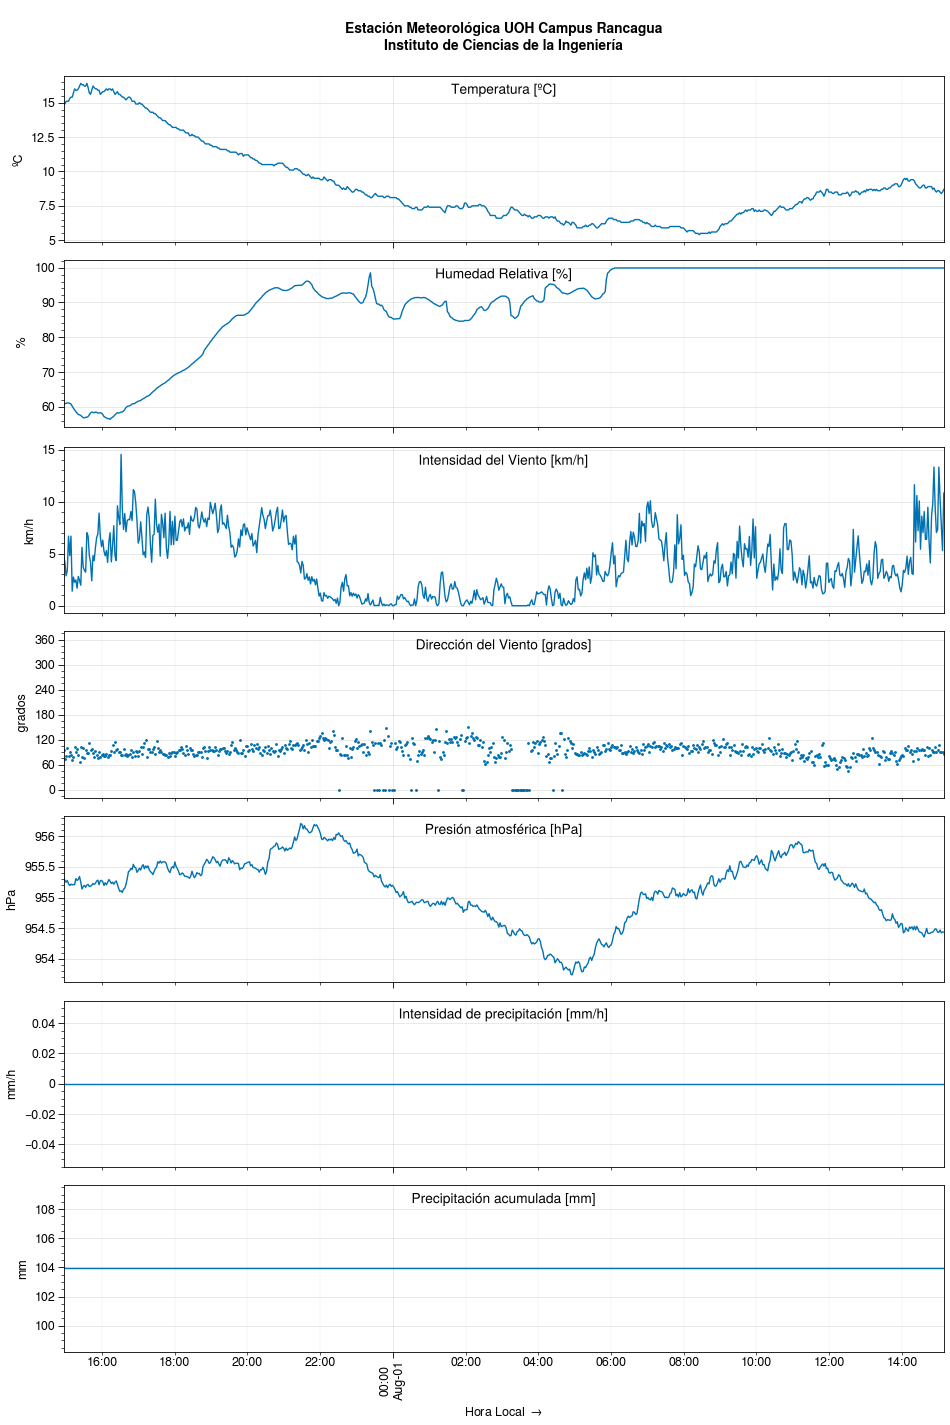 Estación Meteorológica UOH Campus Rancagua
Instituto de Ciencias de la Ingeniería
Temperatura [ºC]
15
12.5
10
7.5
5
ºC
Humedad Relativa [%]
100
90
80
70
60
%
Intensidad del Viento [km/h]
15
10
5
0
km/h
Dirección del Viento [grados]
360
300
240
180
120
60
0
grados
Presión atmosférica [hPa]
956
955.5
955
954.5
954
hPa
Intensidad de precipitación [mm/h]
0.04
0.02
0
−0.02
−0.04
mm/h
Precipitación acumulada [mm]
108
106
104
102
100
mm
16:00 18:00 20:00 22:00 00:00 02:00 04:00 06:00 08:00 10:00 12:00 14:00
Aug-01
Hora Local →